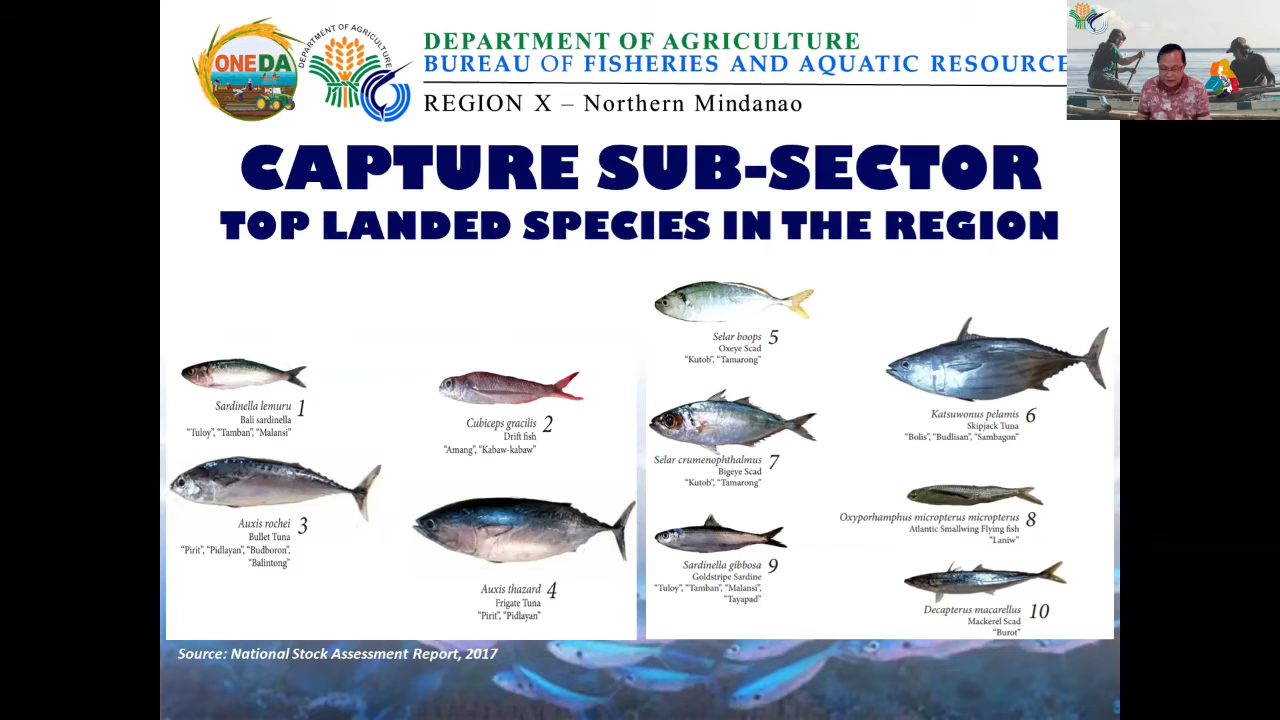 ONEDA
DEPARTMENT OF AGRICULTURE
DEPARTMENT OF AGRICULTURE
BUREAU OF FISHERIES AND AQUATIC RESOURCE
REGION X – Northern Mindanao
CAPTURE SUB-SECTOR
TOP LANDED SPECIES IN THE REGION
Sardinella lemuru 1
Bali sardinella
"Tuloy", "Tamban", "Malansi"
Cubiceps gracilis 2
Drift fish
"Amang", "Kabaw-kabaw"
Auxis rochei 3
Bullet Tuna
"Pirit", "Pidlayan", "Budboron",
"Balintong"
Auxis thazard 4
Frigate Tuna
"Pirit", "Pidlayan"
Selar boops 5
Oxeye Scad
"Kutob", "Tamarong"
Katsuwonus pelamis 6
Skipjack Tuna
"Bolis", "Budlisan", "Sambagon"
Selar crumenophthalmus 7
Bigeye Scad
"Kutob", "Tamarong"
Oxyporhamphus micropterus micropterus 8
Atlantic Smallwing Flying fish
"Laniw"
Sardinella gibbosa 9
Goldstripe Sardine
"Tuloy", "Tamban", "Malansi",
"Tayapad"
Decapterus macarellus 10
Mackerel Scad
"Burot"
Source: National Stock Assessment Report, 2017